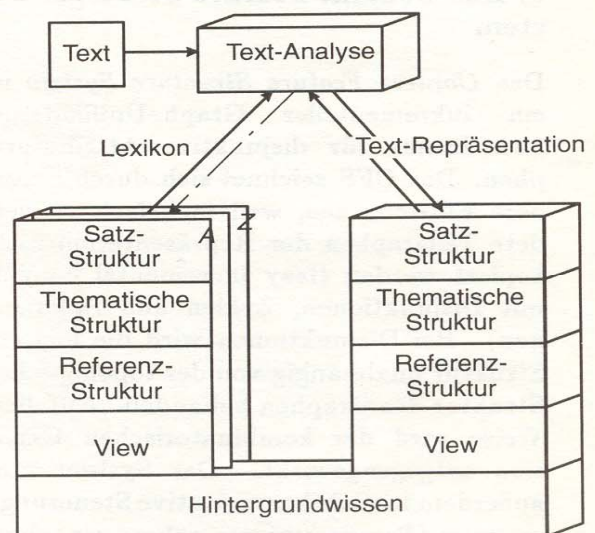 Text
Text-Analyse
Lexikon
Text-Repräsentation
A
Z
Satz-
Struktur
Thematische
Struktur
Referenz-
Struktur
View
Satz-
Struktur
Thematische
Struktur
Referenz-
Struktur
View
Hintergrundwissen